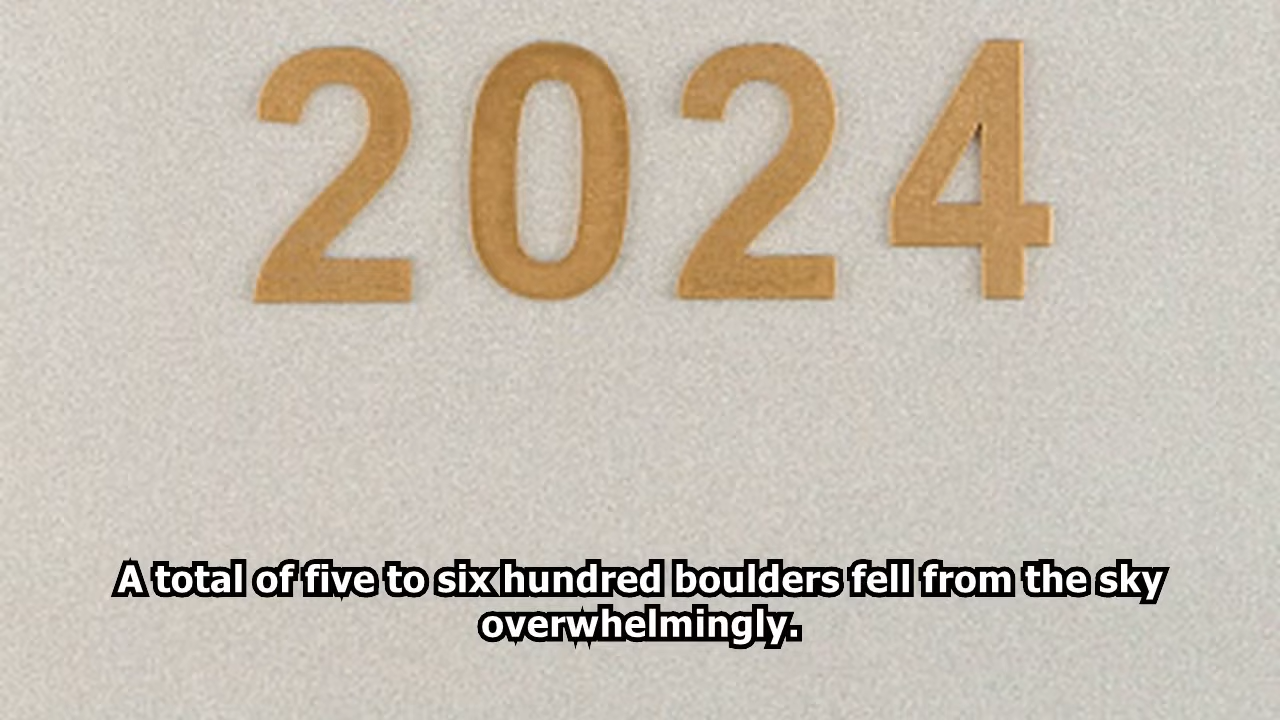 2024
A total of five to six hundred boulders fell from the sky
overwhelmingly.